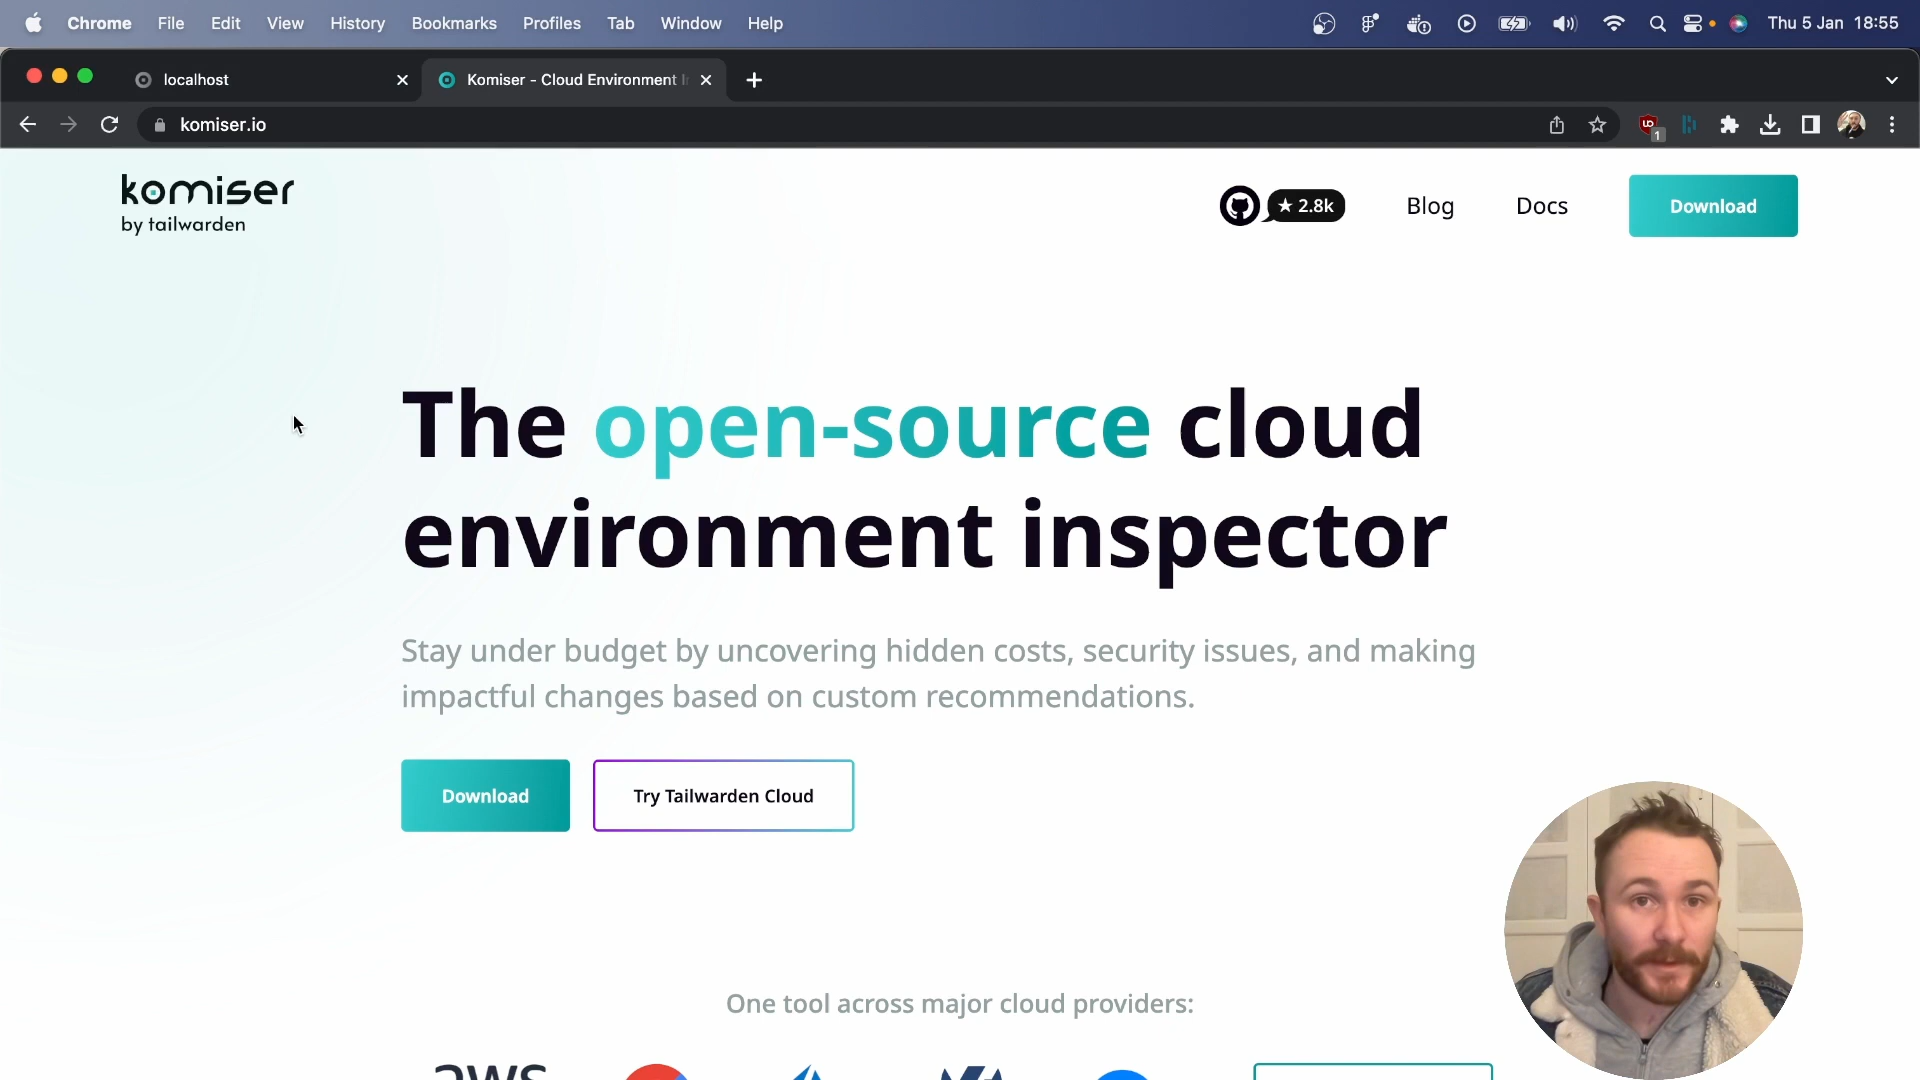 Chrome File Edit View History Bookmarks Profiles Tab Window Help Thu 5 Jan 18:55
localhost Komiser - Cloud Environment
komiser.io 1
komiser
by tailwarden
★ 2.8k Blog Docs Download
The open-source cloud
environment inspector
Stay under budget by uncovering hidden costs, security issues, and making
impactful changes based on custom recommendations.
Download Try Tailwarden Cloud
One tool across major cloud providers:
aws